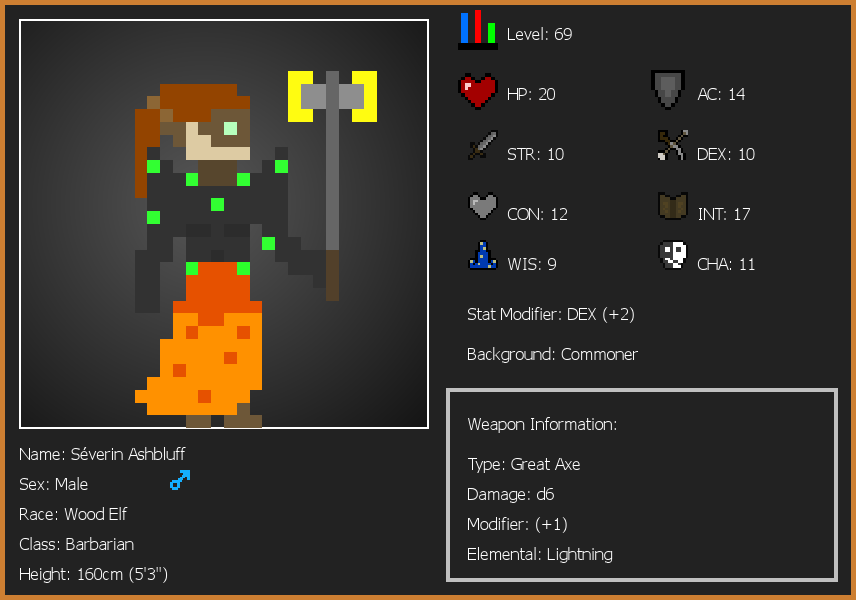 Level: 69
HP: 20
AC: 14
STR: 10
DEX: 10
CON: 12
INT: 17
WIS: 9
CHA: 11
Stat Modifier: DEX (+2)
Background: Commoner
Weapon Information:
Type: Great Axe
Damage: d6
Modifier: (+1)
Elemental: Lightning
Name: Séverin Ashbluff
Sex: Male
Race: Wood Elf
Class: Barbarian
Height: 160cm (5'3")